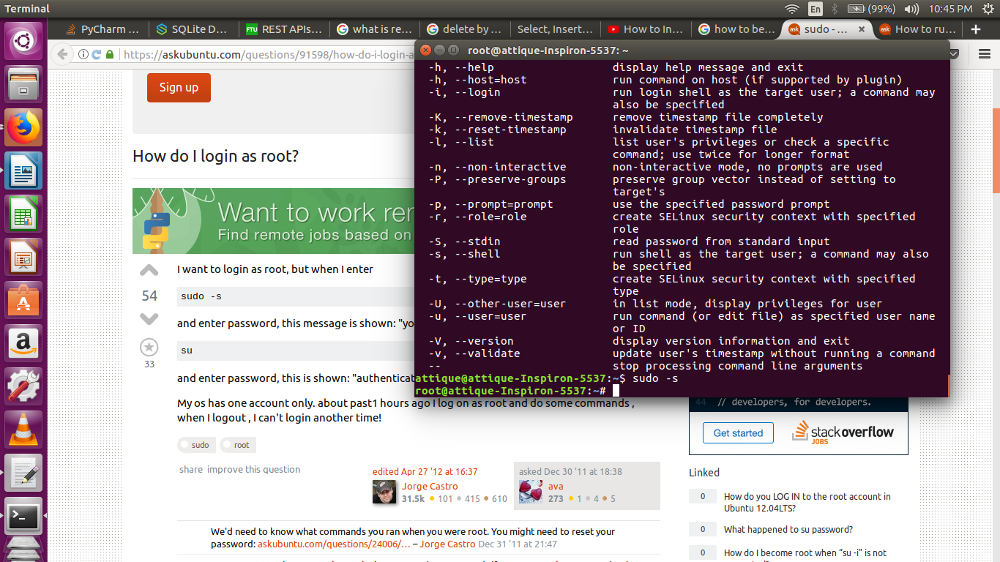 Terminal
En
(99%)
10:45 PM
PyCharm ...
SQLite D...
FTU
REST APIs...
what is re...
delete by ...
Select, Insert...
How to In...
how to be...
ask
sudo - ...
ask
How to ru...
https://askubuntu.com/questions/91598/how-do-i-login-a
root@attique-Inspiron-5537: ~
Sign up
How do I login as root?
Want to work re
Find remote jobs based on
I want to login as root, but when I enter
54
sudo -s
and enter password, this message is shown: "yo
su
33
and enter password, this is shown: "authenticat
My os has one account only. about past1 hours ago I log on as root and do some commands ,
when I logout , I can't login another time!
sudo
root
share improve this question
edited Apr 27 '12 at 16:37
Jorge Castro
31.5k 101 415 610
asked Dec 30 '11 at 18:38
ava
273 1 4 5
We'd need to know what commands you ran when you were root. You might need to reset your
password: askubuntu.com/questions/24006/… – Jorge Castro Dec 31 '11 at 21:47
-h, --help display help message and exit
-h, --host=host run command on host (if supported by plugin)
-i, --login run login shell as the target user; a command may
also be specified
-K, --remove-timestamp remove timestamp file completely
-k, --reset-timestamp invalidate timestamp file
-l, --list list user's privileges or check a specific
command; use twice for longer format
-n, --non-interactive non-interactive mode, no prompts are used
-P, --preserve-groups preserve group vector instead of setting to
target's
-p, --prompt=prompt use the specified password prompt
-r, --role=role create SELinux security context with specified
role
-S, --stdin read password from standard input
-s, --shell run shell as the target user; a command may also
be specified
-t, --type=type create SELinux security context with specified
type
-U, --other-user=user in list mode, display privileges for user
-u, --user=user run command (or edit file) as specified user name
or ID
-V, --version display version information and exit
-v, --validate update user's timestamp without running a command
-- stop processing command line arguments
attique@attique-Inspiron-5537:~$ sudo -s
root@attique-Inspiron-5537:~#
44 // developers, for developers.
Get started
stackoverflow
JOBS
Linked
0 How do you LOG IN to the root account in
Ubuntu 12.04LTS?
0 What happened to su password?
0 How do I become root when “su -i” is not